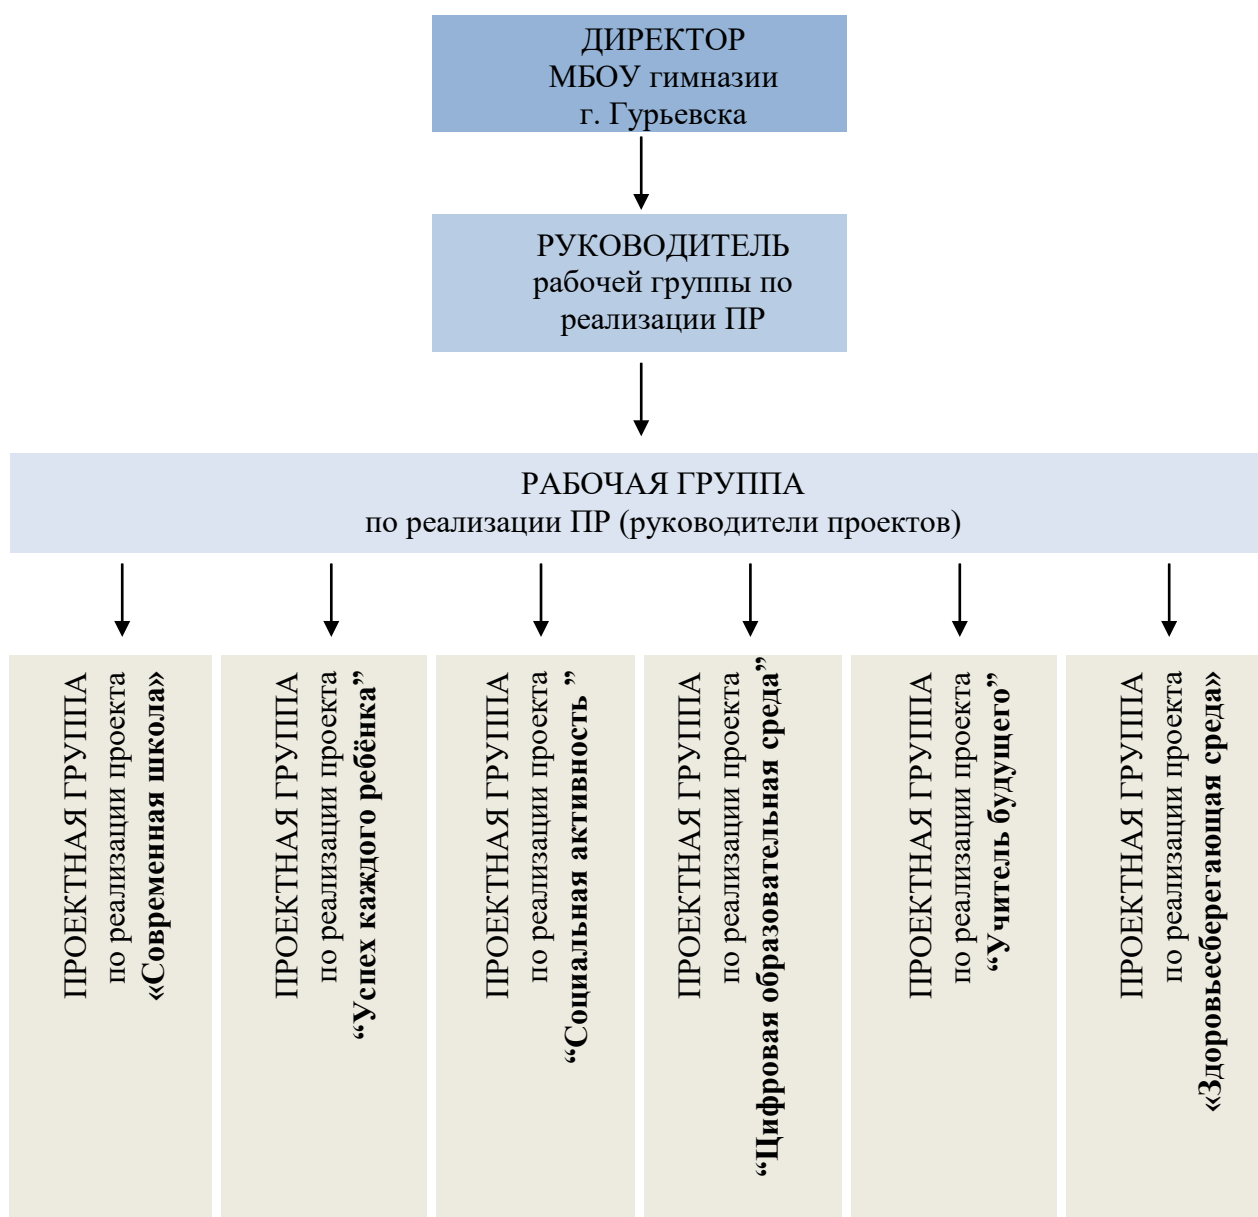 ДИРЕКТОР
МБОУ гимназии
г. Гурьевска
РУКОВОДИТЕЛЬ
рабочей группы по
реализации ПР
РАБОЧАЯ ГРУППА
по реализации ПР (руководители проектов)
ПРОЕКТНАЯ ГРУППА
по реализации проекта
«Современная школа»
ПРОЕКТНАЯ ГРУППА
по реализации проекта
“Успех каждого ребёнка”
ПРОЕКТНАЯ ГРУППА
по реализации проекта
“Социальная активность ”
ПРОЕКТНАЯ ГРУППА
по реализации проекта
“Цифровая образовательная среда”
ПРОЕКТНАЯ ГРУППА
по реализации проекта
“Учитель будущего”
ПРОЕКТНАЯ ГРУППА
по реализации проекта
«Здоровьесберегающая среда»